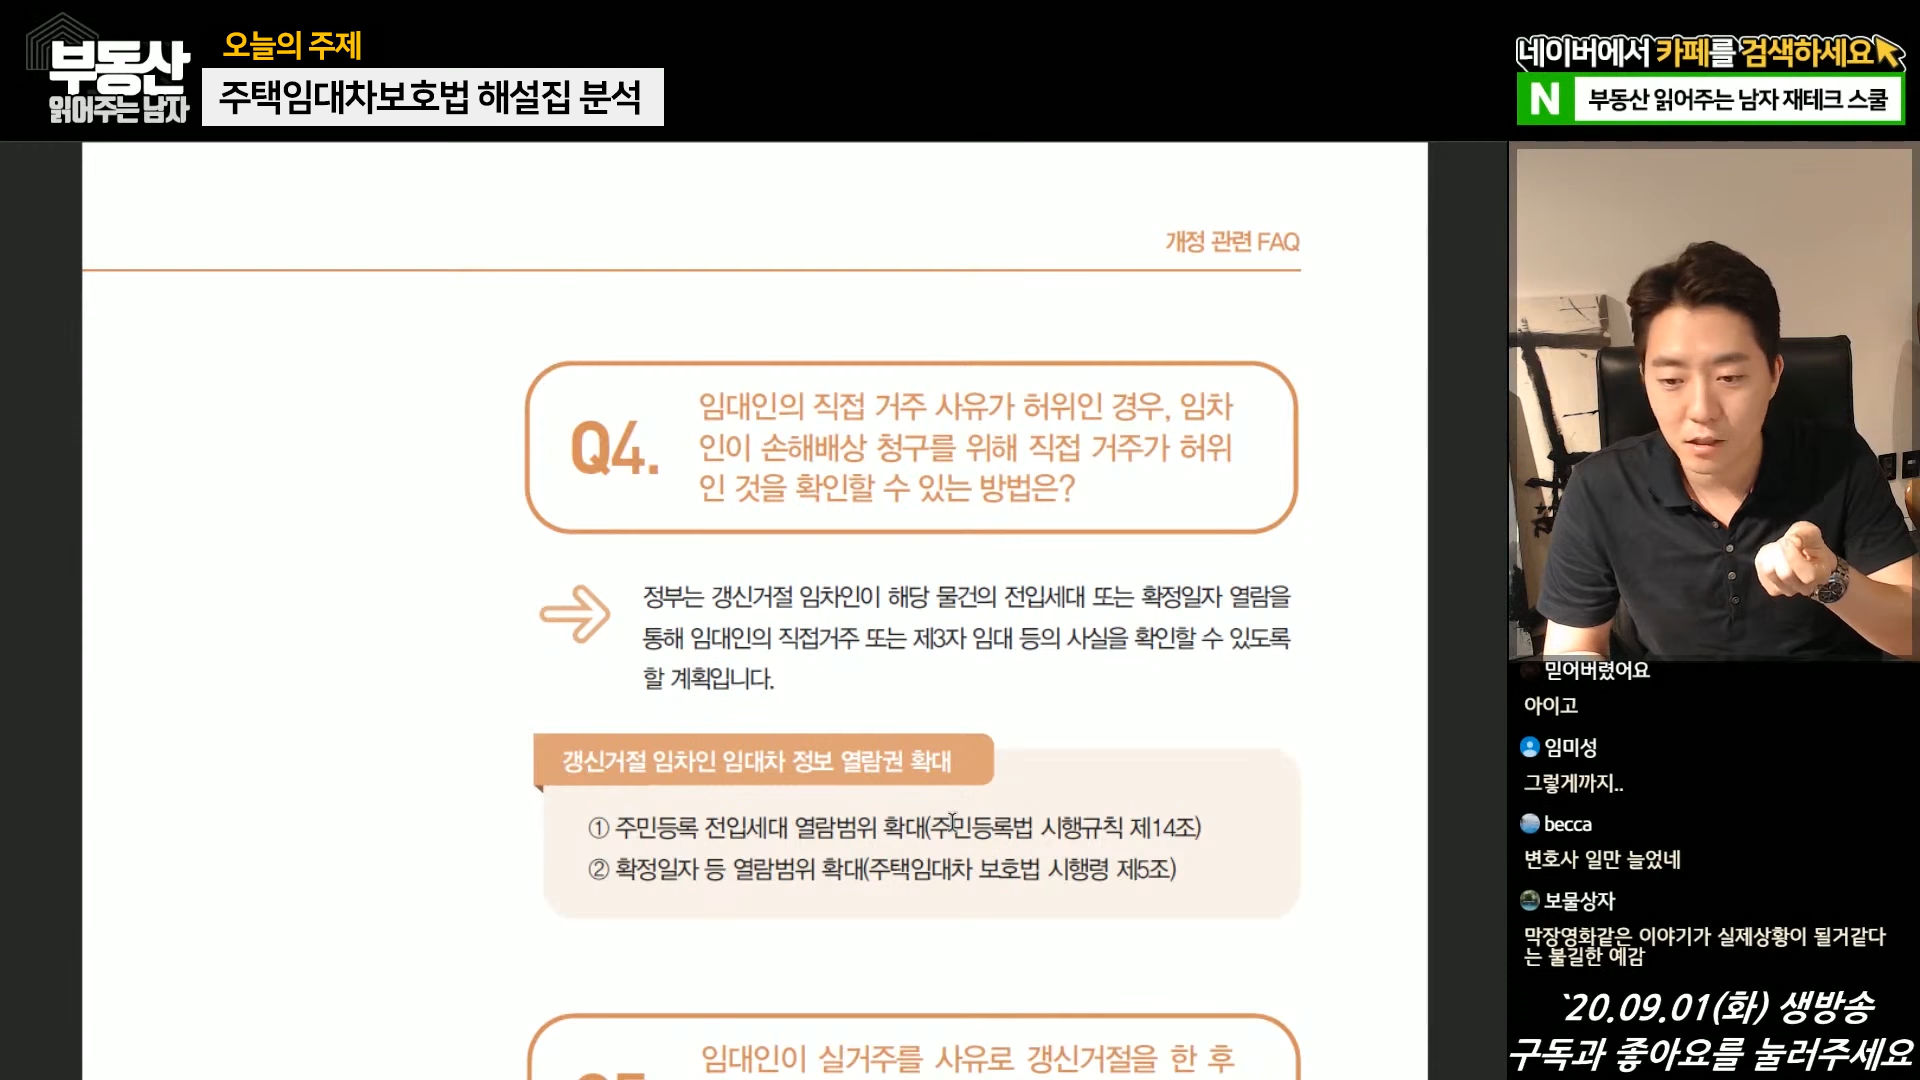 부동산
읽어주는 남자
오늘의 주제
주택임대차보호법 해설집 분석
네이버에서 카페를 검색하세요
N 부동산 읽어주는 남자 재테크 스쿨
개정 관련 FAQ
Q4.
임대인의 직접 거주 사유가 허위인 경우, 임차
인이 손해배상 청구를 위해 직접 거주가 허위
인 것을 확인할 수 있는 방법은?
정부는 갱신거절 임차인이 해당 물건의 전입세대 또는 확정일자 열람을
통해 임대인의 직접거주 또는 제3자 임대 등의 사실을 확인할 수 있도록
할 계획입니다.
갱신거절 임차인 임대차 정보 열람권 확대
① 주민등록 전입세대 열람범위 확대(주민등록법 시행규칙 제14조)
② 확정일자 등 열람범위 확대(주택임대차 보호법 시행령 제5조)
임대인이 실거주를 사유로 갱신거절을 한 후
믿어버렸어요
아이고
임미성
그렇게까지..
becca
변호사 일만 늘었네
보물상자
막장영화같은 이야기가 실제상황이 될거같다
는 불길한 예감
`20.09.01(화) 생방송
구독과 좋아요를 눌러주세요